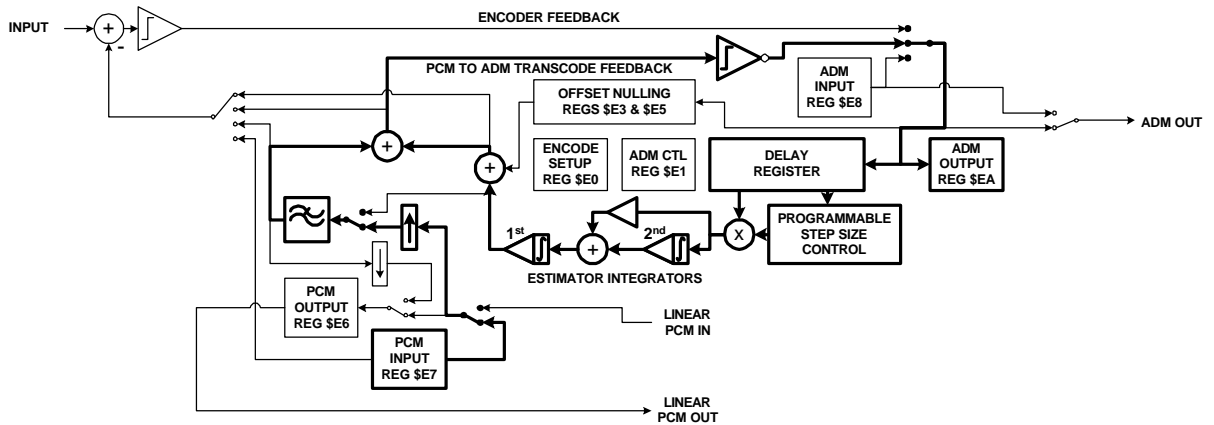 INPUT
+
-
ENCODER FEEDBACK
PCM TO ADM TRANSCODE FEEDBACK
OFFSET NULLING
REGS $E3 & $E5
ADM
INPUT
REG $E8
ADM OUT
+
+
ENCODE
SETUP
REG $E0
ADM CTL
REG $E1
DELAY
REGISTER
ADM
OUTPUT
REG $EA
1st
+
2nd
X
PROGRAMMABLE
STEP SIZE
CONTROL
ESTIMATOR INTEGRATORS
PCM
OUTPUT
REG $E6
LINEAR
PCM IN
PCM
INPUT
REG $E7
LINEAR
PCM OUT